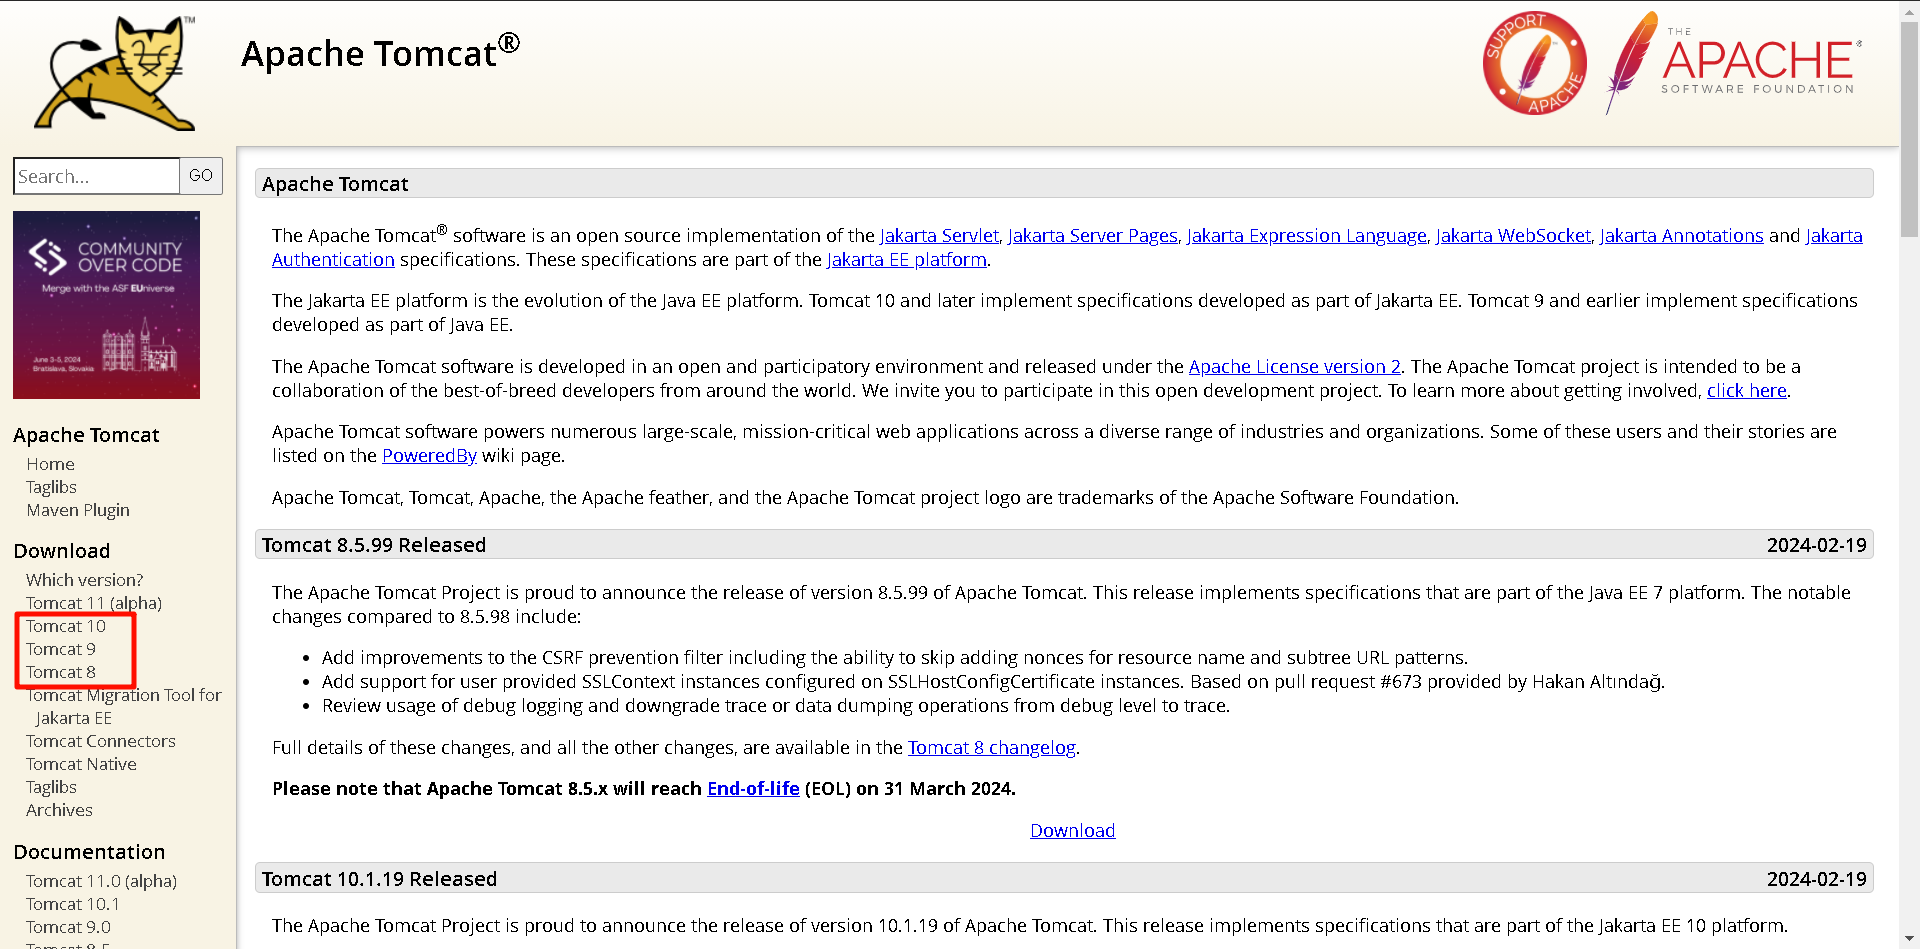 TM
Apache Tomcat®
SUPPORT
APACHE
THE
APACHE®
SOFTWARE FOUNDATION
Search...
GO
COMMUNITY
OVER CODE
Merge with the ASF EUniverse
June 3-5, 2024
Bratislava, Slovakia
Apache Tomcat
Home
Taglibs
Maven Plugin
Download
Which version?
Tomcat 11 (alpha)
Tomcat 10
Tomcat 9
Tomcat 8
Tomcat Migration Tool for
Jakarta EE
Tomcat Connectors
Tomcat Native
Taglibs
Archives
Documentation
Tomcat 11.0 (alpha)
Tomcat 10.1
Tomcat 9.0
Tomcat 8.5
Apache Tomcat
The Apache Tomcat® software is an open source implementation of the Jakarta Servlet, Jakarta Server Pages, Jakarta Expression Language, Jakarta WebSocket, Jakarta Annotations and Jakarta
Authentication specifications. These specifications are part of the Jakarta EE platform.
The Jakarta EE platform is the evolution of the Java EE platform. Tomcat 10 and later implement specifications developed as part of Jakarta EE. Tomcat 9 and earlier implement specifications
developed as part of Java EE.
The Apache Tomcat software is developed in an open and participatory environment and released under the Apache License version 2. The Apache Tomcat project is intended to be a
collaboration of the best-of-breed developers from around the world. We invite you to participate in this open development project. To learn more about getting involved, click here.
Apache Tomcat software powers numerous large-scale, mission-critical web applications across a diverse range of industries and organizations. Some of these users and their stories are
listed on the PoweredBy wiki page.
Apache Tomcat, Tomcat, Apache, the Apache feather, and the Apache Tomcat project logo are trademarks of the Apache Software Foundation.
Tomcat 8.5.99 Released 2024-02-19
The Apache Tomcat Project is proud to announce the release of version 8.5.99 of Apache Tomcat. This release implements specifications that are part of the Java EE 7 platform. The notable
changes compared to 8.5.98 include:
• Add improvements to the CSRF prevention filter including the ability to skip adding nonces for resource name and subtree URL patterns.
• Add support for user provided SSLContext instances configured on SSLHostConfigCertificate instances. Based on pull request #673 provided by Hakan Altındağ.
• Review usage of debug logging and downgrade trace or data dumping operations from debug level to trace.
Full details of these changes, and all the other changes, are available in the Tomcat 8 changelog.
Please note that Apache Tomcat 8.5.x will reach End-of-life (EOL) on 31 March 2024.
Download
Tomcat 10.1.19 Released 2024-02-19
The Apache Tomcat Project is proud to announce the release of version 10.1.19 of Apache Tomcat. This release implements specifications that are part of the Jakarta EE 10 platform.